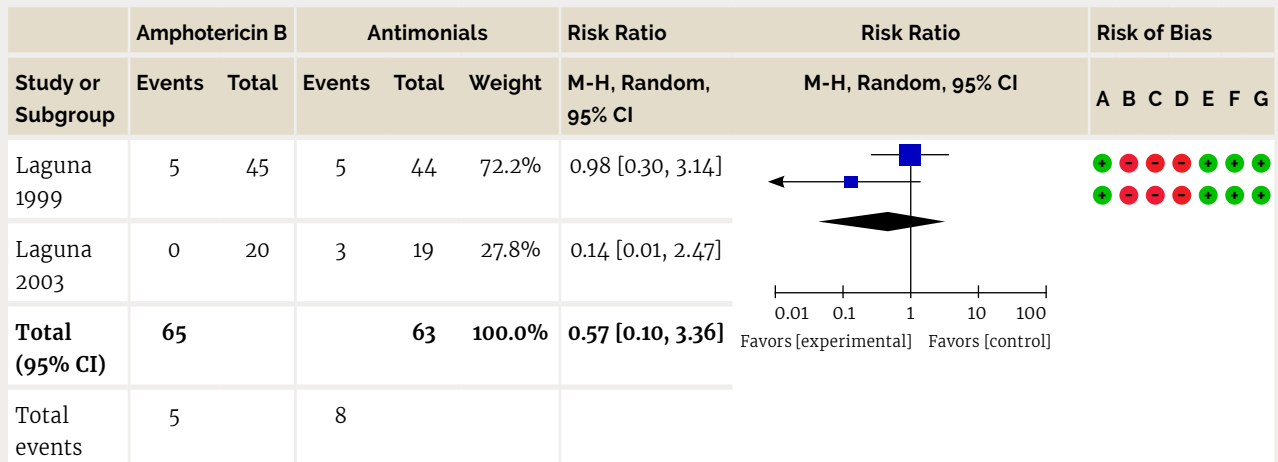 Amphotericin B Antimonials Risk Ratio Risk Ratio Risk of Bias
Study or Events Total Events Total Weight M-H, Random, M-H, Random, 95% CI A B C D E F G
Subgroup 95% CI
Laguna 5 45 5 44 72.2% 0.98 [0.30, 3.14] + − − − + + +
1999 + − − − + + +
Laguna 0 20 3 19 27.8% 0.14 [0.01, 2.47]
2003
0.01 0.1 1 10 100
Total 65 63 100.0% 0.57 [0.10, 3.36] Favors [experimental] Favors [control]
(95% CI)
Total 5 8
events